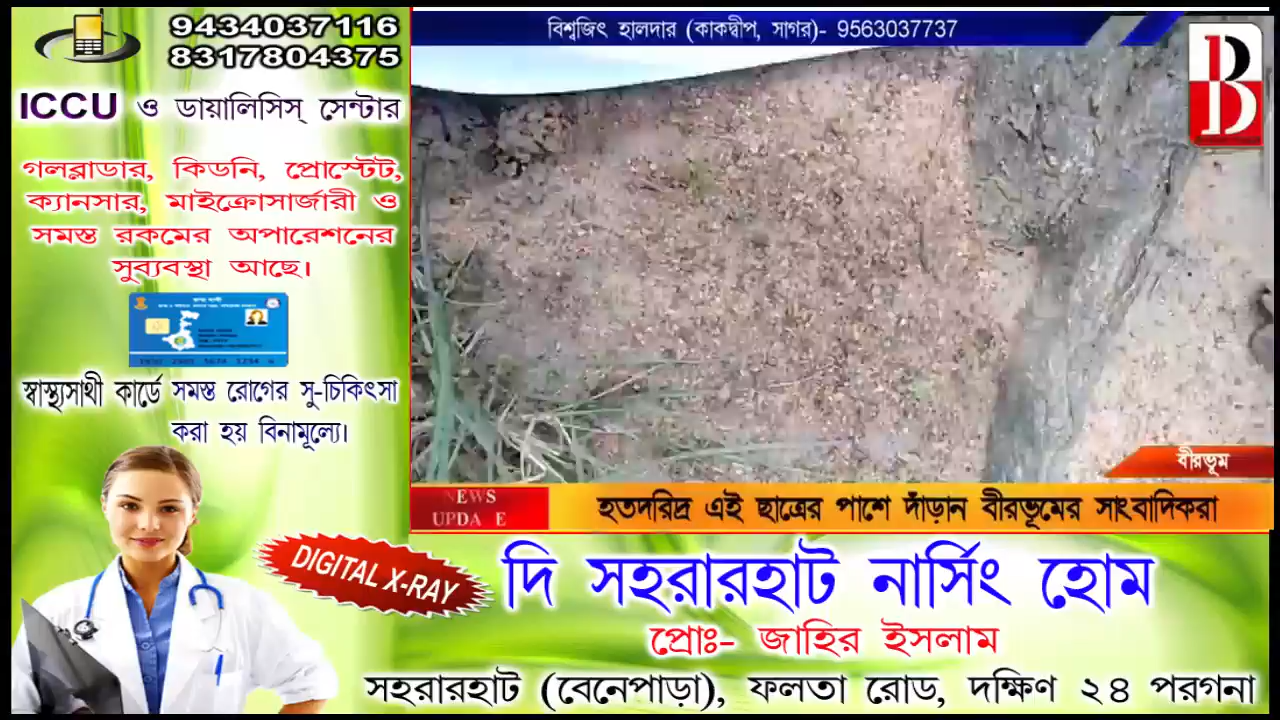 9434037116
8317804375
ICCU ও ডায়ালিসিস্ সেন্টার
গলব্লাডার, কিডনি, প্রোস্টেট,
ক্যানসার, মাইক্রোসার্জারী ও
সমস্ত রকমের অপারেশনের
সুব্যবস্থা আছে।
স্বাস্থ্যসাথী কার্ডে সমস্ত রোগের সু-চিকিৎসা
করা হয় বিনামূল্যে।
বিশ্বজিৎ হালদার (কাকদ্বীপ, সাগর)- 9563037737
B
বীরভূম
NEWS
UPDA E
হতদরিদ্র এই ছাত্রের পাশে দাঁড়ান বীরভূমের সাংবাদিকরা
DIGITAL X-RAY
দি সহরারহাট নার্সিং হোম
প্রোঃ- জাহির ইসলাম
সহরারহাট (বেনেপাড়া), ফলতা রোড, দক্ষিণ ২৪ পরগনা